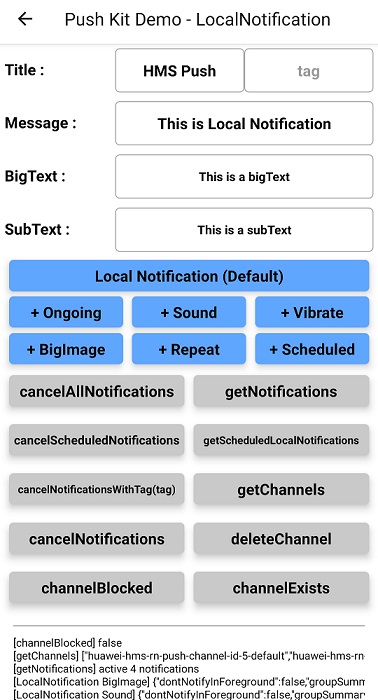 Push Kit Demo - LocalNotification
Title :
HMS Push
tag
Message :
This is Local Notification
BigText :
This is a bigText
SubText :
This is a subText
Local Notification (Default)
+ Ongoing
+ Sound
+ Vibrate
+ BigImage
+ Repeat
+ Scheduled
cancelAllNotifications
getNotifications
cancelScheduledNotifications
getScheduledLocalNotifications
cancelNotificationsWithTag(tag)
getChannels
cancelNotifications
deleteChannel
channelBlocked
channelExists
[channelBlocked] false
[getChannels] ["huawei-hms-rn-push-channel-id-5-default","huawei-hms-rn-
[getNotifications] active 4 notifications
[LocalNotification BigImage] {"dontNotifyInForeground":false,"groupSumm
[LocalNotification Sound] {"dontNotifyInForeground":false,"groupSummar